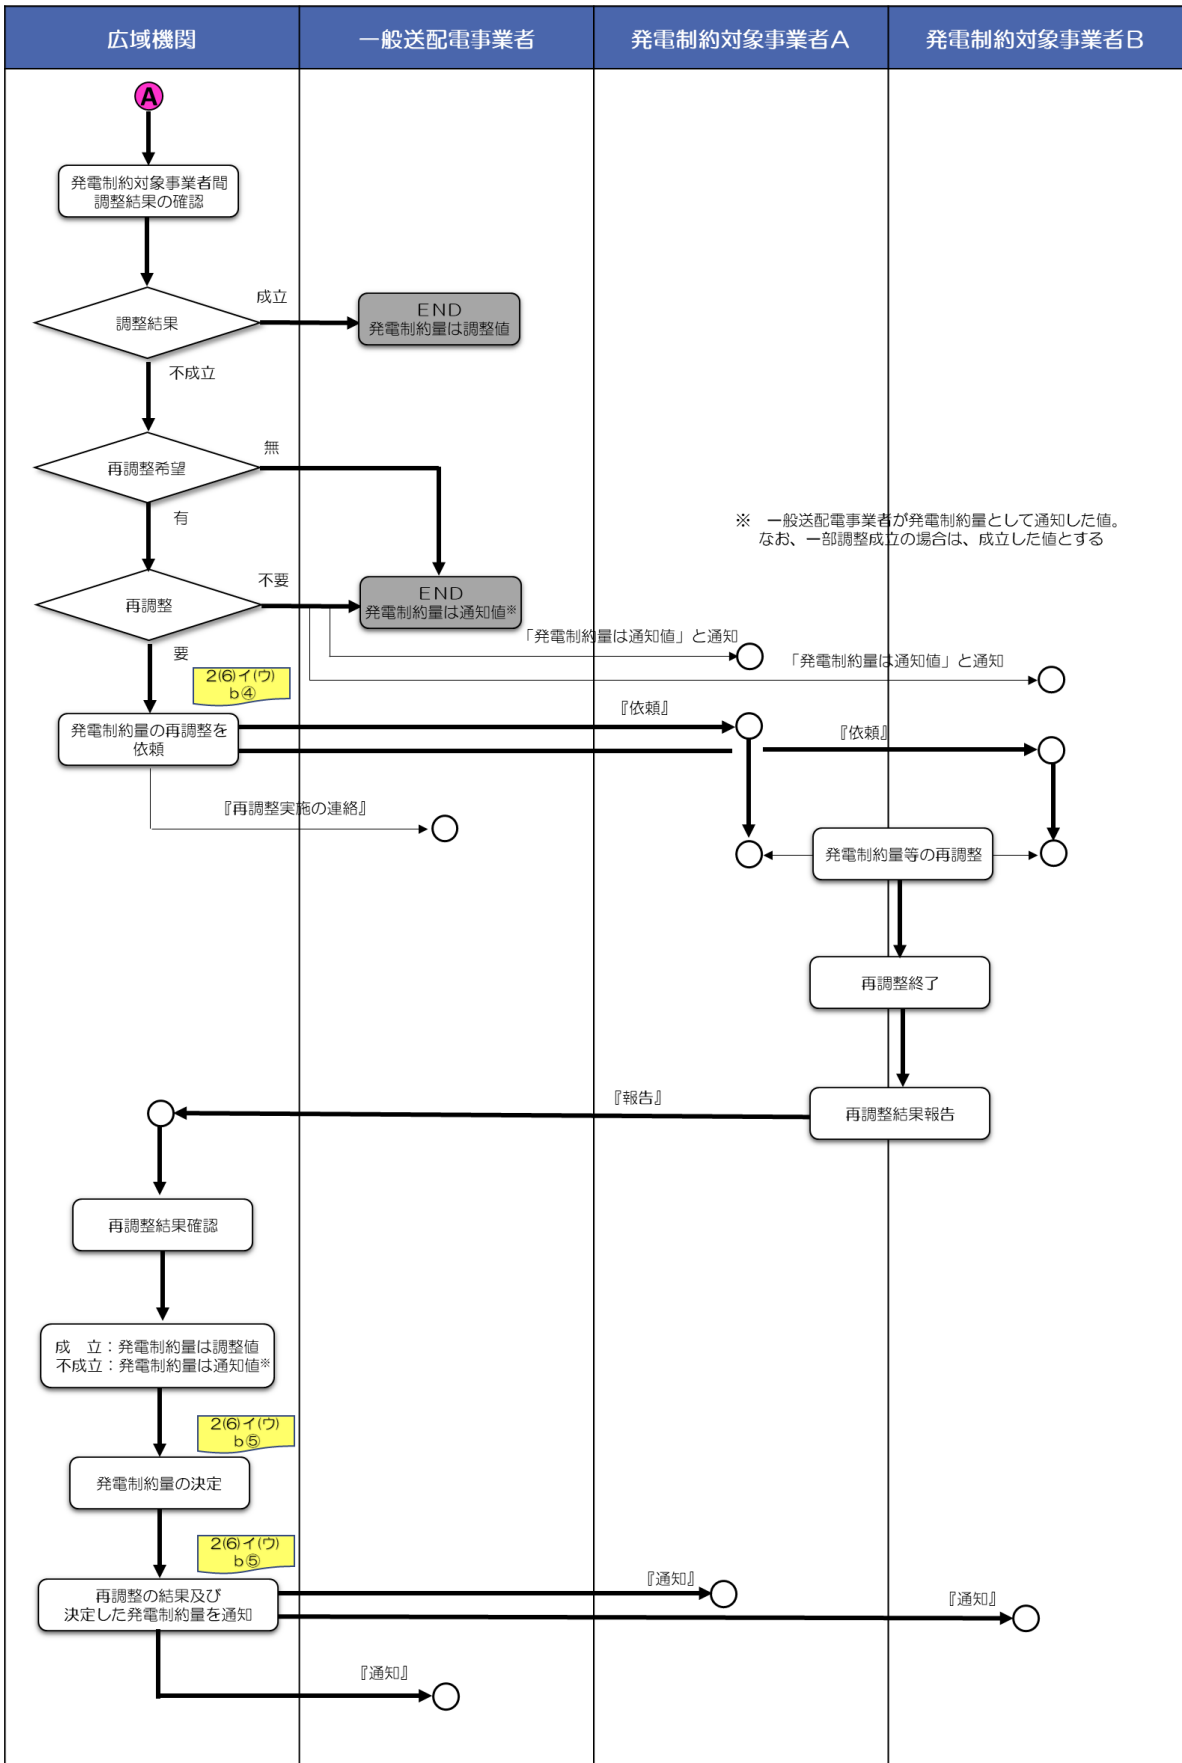 広域機関
一般送配電事業者
発電制約対象事業者A
発電制約対象事業者B
A
発電制約対象事業者間
調整結果の確認
調整結果
成立
END
発電制約量は調整値
不成立
再調整希望
無
有
※　一般送配電事業者が発電制約量として通知した値。
なお、一部調整成立の場合は、成立した値とする
再調整
不要
END
発電制約量は通知値※
「発電制約量は通知値」と通知
「発電制約量は通知値」と通知
要
2(6)イ(ウ)
b④
発電制約量の再調整を
依頼
『依頼』
『依頼』
『再調整実施の連絡』
発電制約量等の再調整
再調整終了
『報告』
再調整結果報告
再調整結果確認
成　立：発電制約量は調整値
不成立：発電制約量は通知値※
2(6)イ(ウ)
b⑤
発電制約量の決定
2(6)イ(ウ)
b⑤
再調整の結果及び
決定した発電制約量を通知
『通知』
『通知』
『通知』